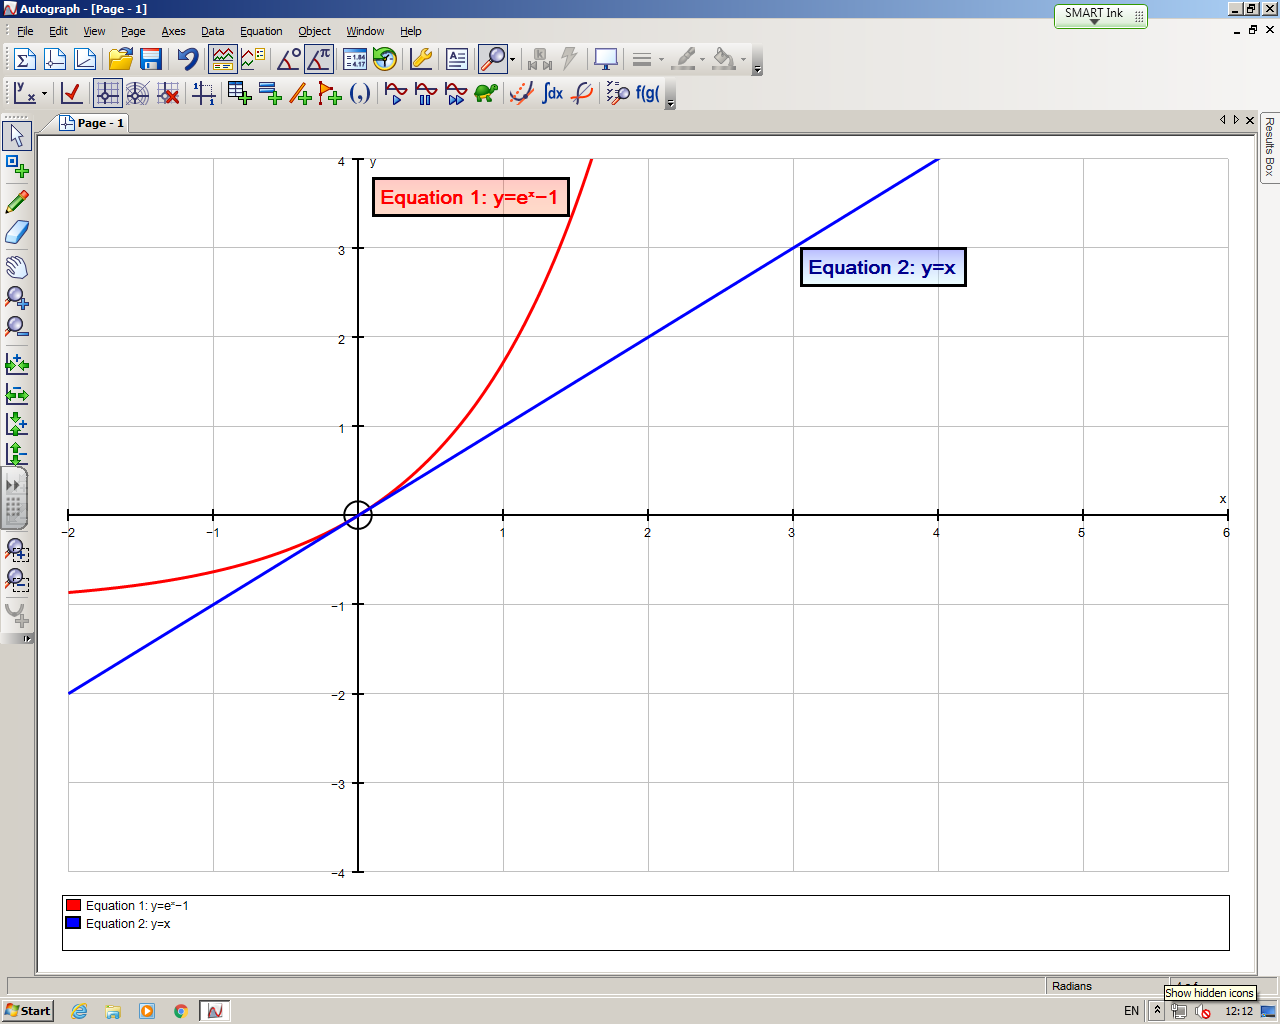 Autograph - [Page - 1]
SMART Ink
File Edit View Page Axes Data Equation Object Window Help
Page - 1
Results Box
y
4
3
2
1
−1
−2
−3
−4
Equation 1: y=eˣ−1
Equation 2: y=x
x
−2 −1 1 2 3 4 5 6
Equation 1: y=eˣ−1
Equation 2: y=x
Radians
Show hidden icons
Start
EN
12:12